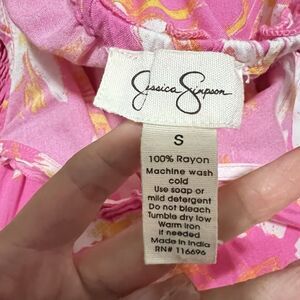 Jessica Simpson
S
100% Rayon
Machine wash
cold
Use soap or
mild detergent
Do not bleach
Tumble dry low
Warm iron
if needed
Made in India
RN# 116696